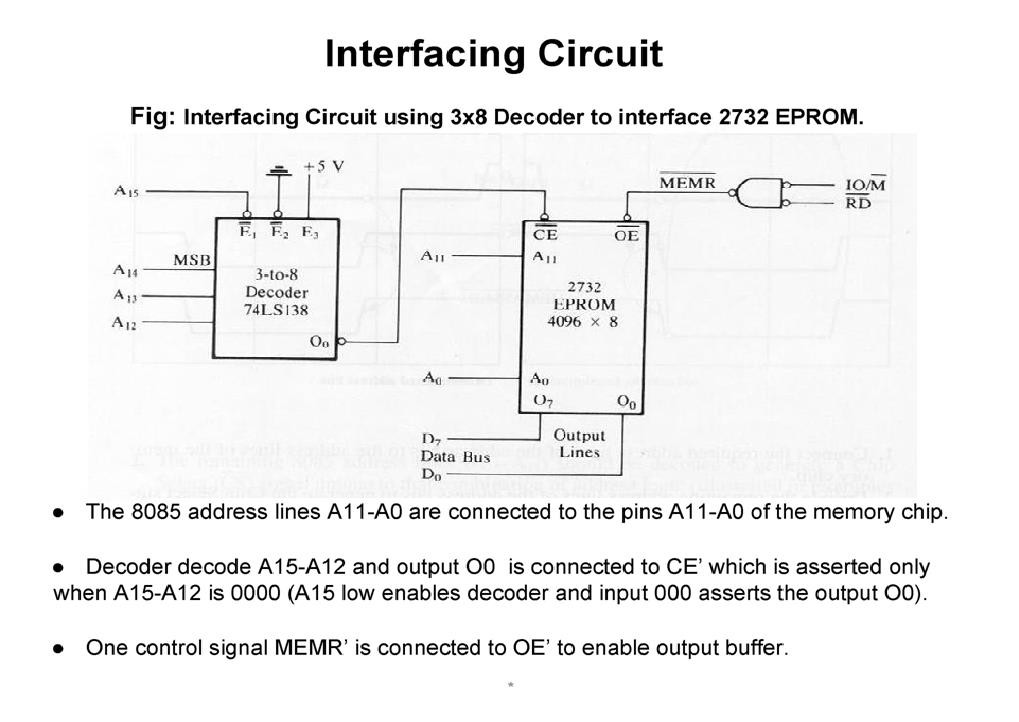 Interfacing Circuit
Fig: Interfacing Circuit using 3x8 Decoder to interface 2732 EPROM.
+5 V
A15
E1 E2 E3
MSB
A14
A13
A12
3-to-8
Decoder
74LS138
O0
MEMR
IO/M
RD
CE OE
A11 A11
2732
EPROM
4096 × 8
A0 A0
O7 O0
D7
Data Bus
D0
Output
Lines
• The 8085 address lines A11-A0 are connected to the pins A11-A0 of the memory chip.
• Decoder decode A15-A12 and output O0 is connected to CE’ which is asserted only
when A15-A12 is 0000 (A15 low enables decoder and input 000 asserts the output O0).
• One control signal MEMR’ is connected to OE’ to enable output buffer.
*